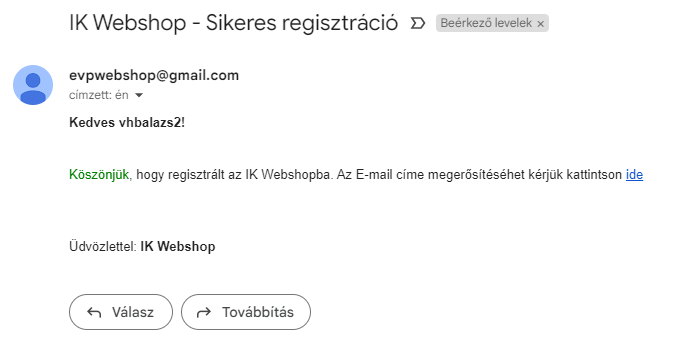 IK Webshop - Sikeres regisztráció Beérkező levelek ×
evpwebshop@gmail.com
címzett: én
Kedves vhbalazs2!
Köszönjük, hogy regisztrált az IK Webshopba. Az E-mail címe megerősítéséhet kérjük kattintson ide
Üdvözlettel: IK Webshop
Válasz Továbbítás